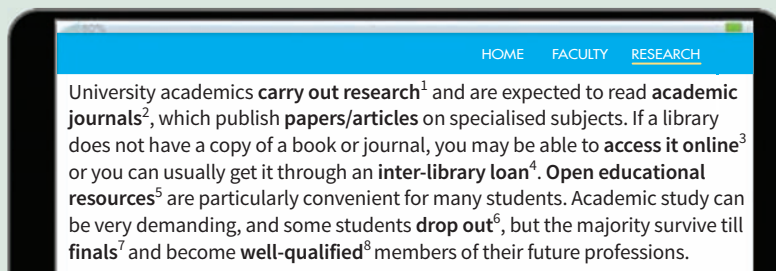 HOME FACULTY RESEARCH
University academics carry out research1 and are expected to read academic
journals2, which publish papers/articles on specialised subjects. If a library
does not have a copy of a book or journal, you may be able to access it online3
or you can usually get it through an inter-library loan4. Open educational
resources5 are particularly convenient for many students. Academic study can
be very demanding, and some students drop out6, but the majority survive till
finals7 and become well-qualified8 members of their future professions.